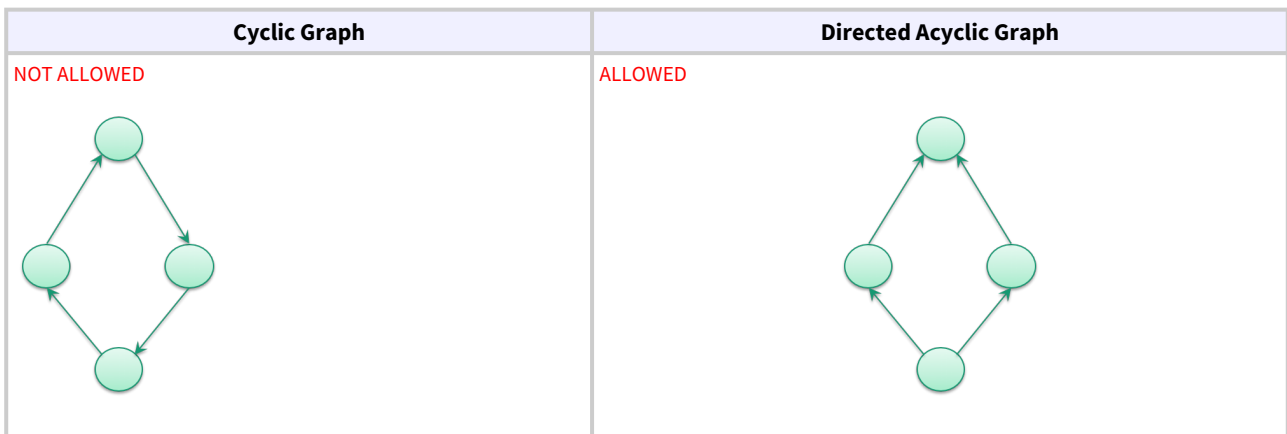 Cyclic Graph
Directed Acyclic Graph
NOT ALLOWED
ALLOWED